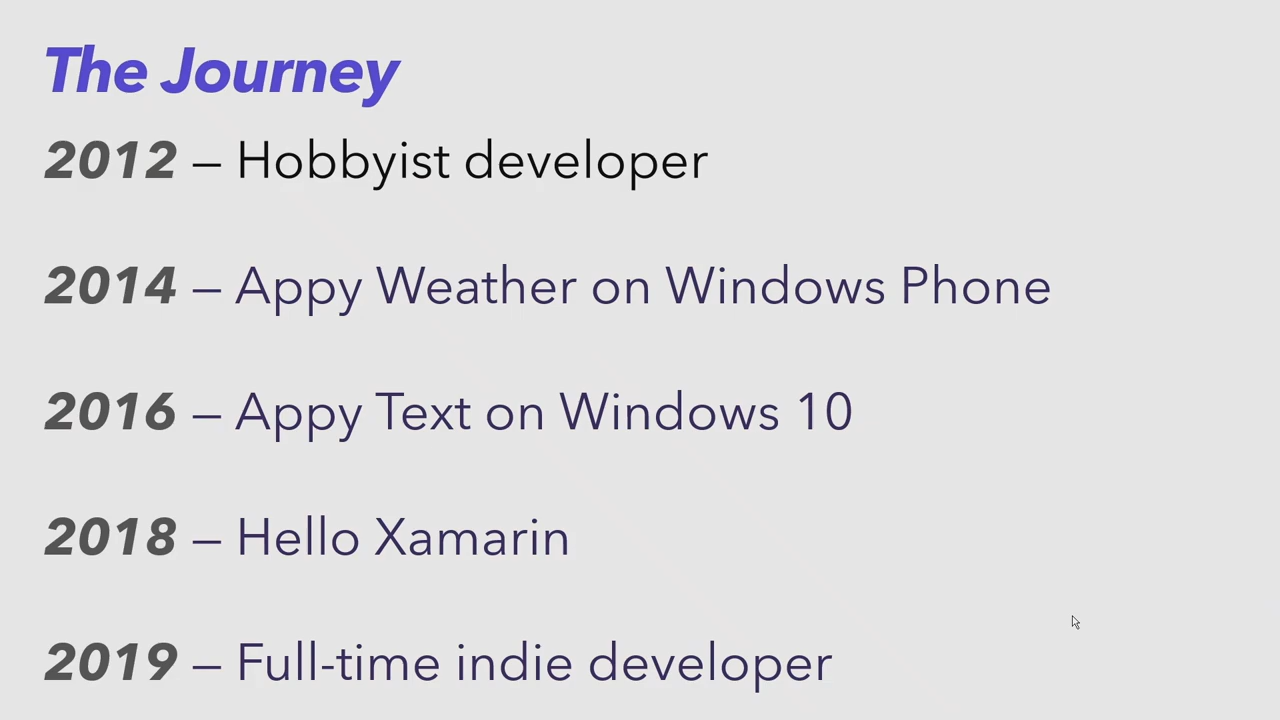 The Journey
2012 – Hobbyist developer
2014 – Appy Weather on Windows Phone
2016 – Appy Text on Windows 10
2018 – Hello Xamarin
2019 – Full-time indie developer